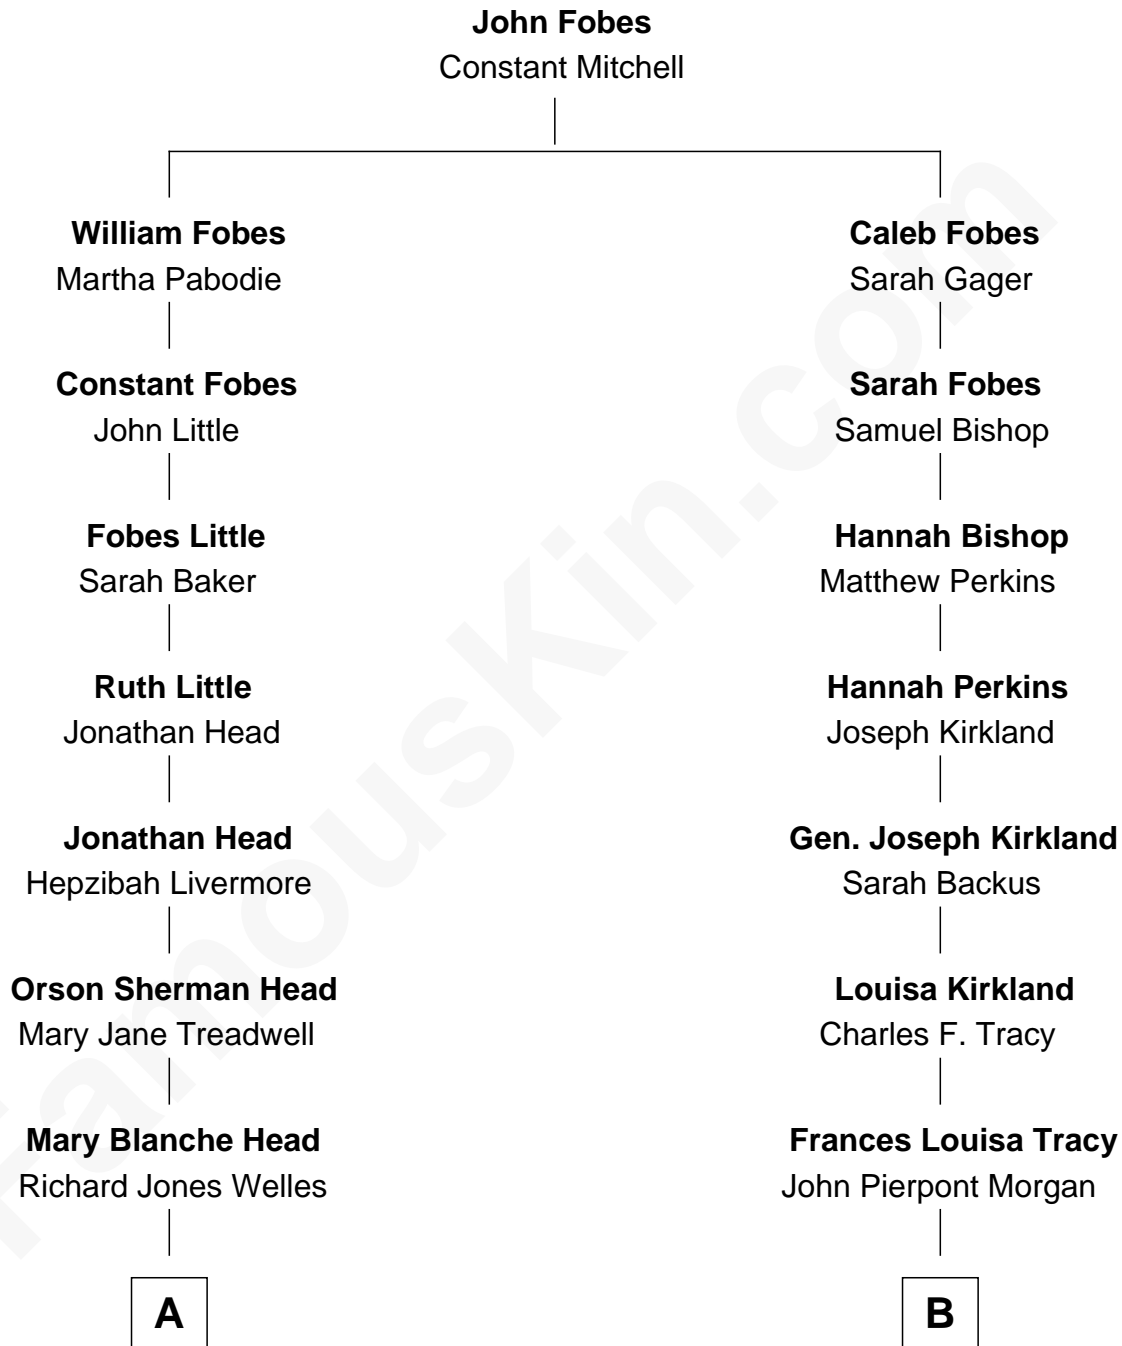 John Fobes
Constant Mitchell
William Fobes
Martha Pabodie
Caleb Fobes
Sarah Gager
Constant Fobes
John Little
Sarah Fobes
Samuel Bishop
Fobes Little
Sarah Baker
Hannah Bishop
Matthew Perkins
Ruth Little
Jonathan Head
Hannah Perkins
Joseph Kirkland
Jonathan Head
Hepzibah Livermore
Gen. Joseph Kirkland
Sarah Backus
Orson Sherman Head
Mary Jane Treadwell
Louisa Kirkland
Charles F. Tracy
Mary Blanche Head
Richard Jones Welles
Frances Louisa Tracy
John Pierpont Morgan
A
B
FamousKin.com